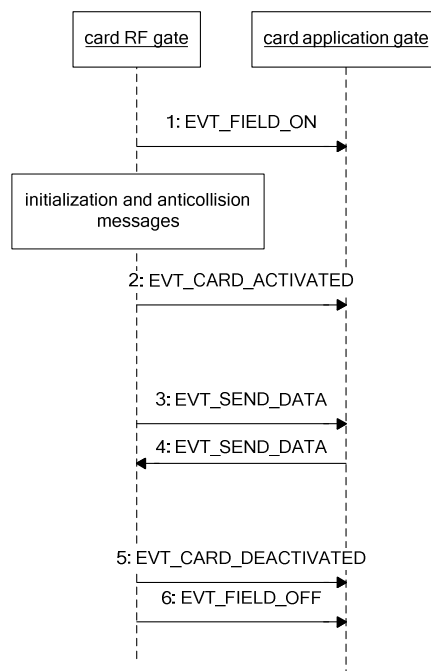 card RF gate
card application gate
1: EVT_FIELD_ON
initialization and anticollision
messages
2: EVT_CARD_ACTIVATED
3: EVT_SEND_DATA
4: EVT_SEND_DATA
5: EVT_CARD_DEACTIVATED
6: EVT_FIELD_OFF